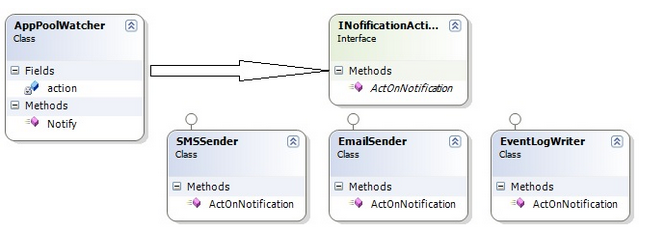 AppPoolWatcher
Class
Fields
action
Methods
Notify
INofificationActi...
Interface
Methods
ActOnNotification
SMSSender
Class
Methods
ActOnNotification
EmailSender
Class
Methods
ActOnNotification
EventLogWriter
Class
Methods
ActOnNotification